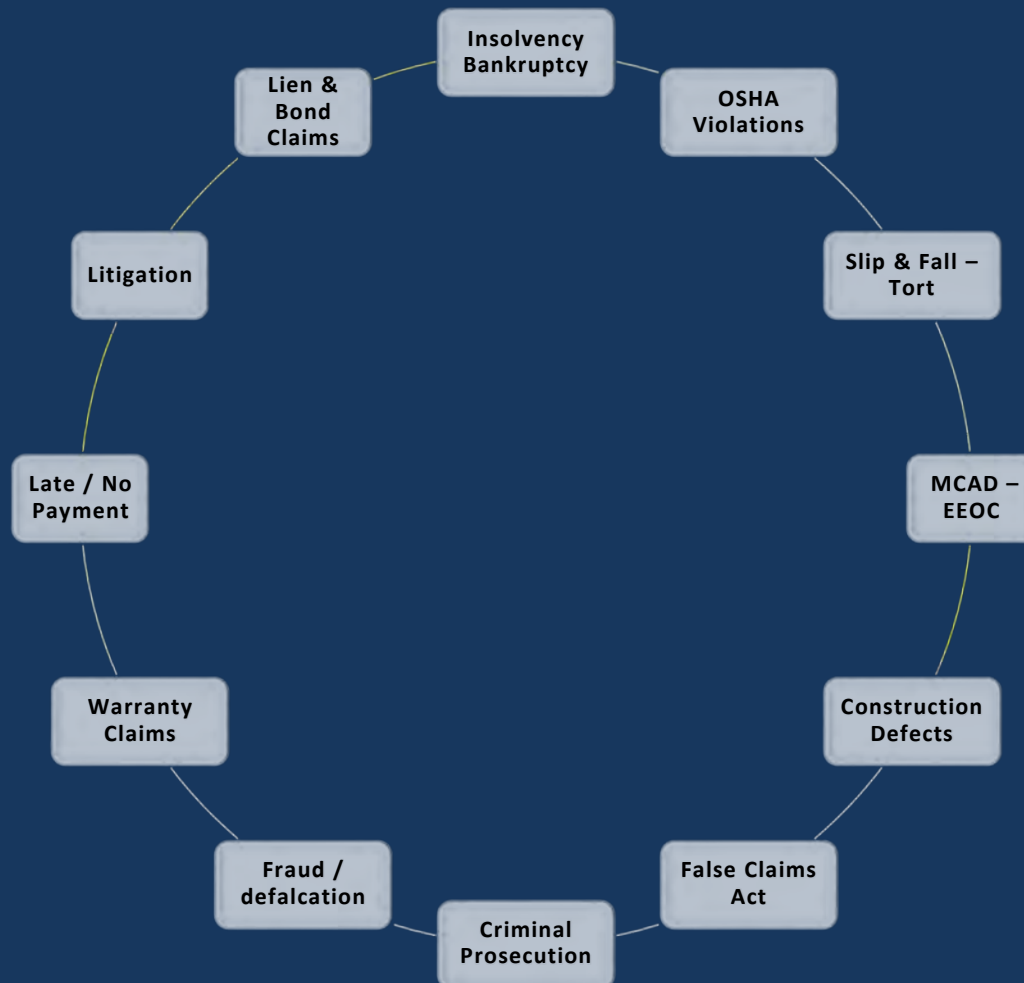 Insolvency
Bankruptcy
OSHA
Violations
Slip & Fall –
Tort
MCAD –
EEOC
Construction
Defects
False Claims
Act
Criminal
Prosecution
Fraud /
defalcation
Warranty
Claims
Late / No
Payment
Litigation
Lien &
Bond
Claims